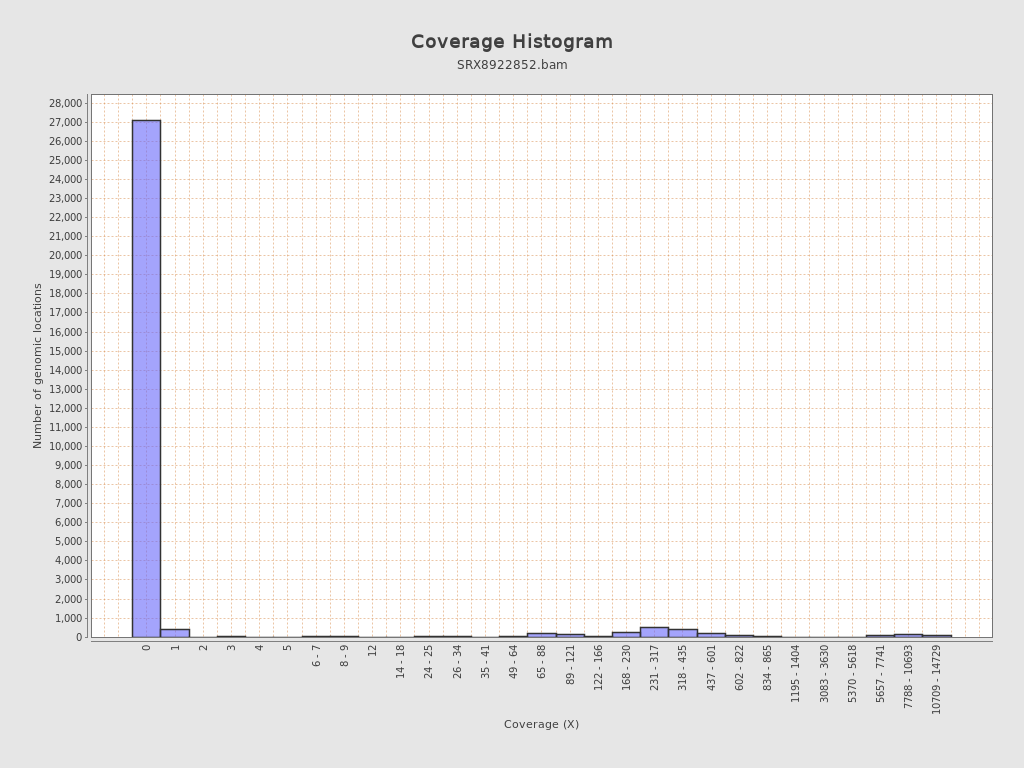 Coverage Histogram
SRX8922852.bam
28,000
27,000
26,000
25,000
24,000
23,000
22,000
21,000
20,000
19,000
18,000
17,000
16,000
15,000
14,000
13,000
12,000
11,000
10,000
9,000
8,000
7,000
6,000
5,000
4,000
3,000
2,000
1,000
0
Number of genomic locations
0
1
2
3
4
5
6 - 7
8 - 9
12
14 - 18
24 - 25
26 - 34
35 - 41
49 - 64
65 - 88
89 - 121
122 - 166
168 - 230
231 - 317
318 - 435
437 - 601
602 - 822
834 - 865
1195 - 1404
3083 - 3630
5370 - 5618
5657 - 7741
7788 - 10693
10709 - 14729
Coverage (X)